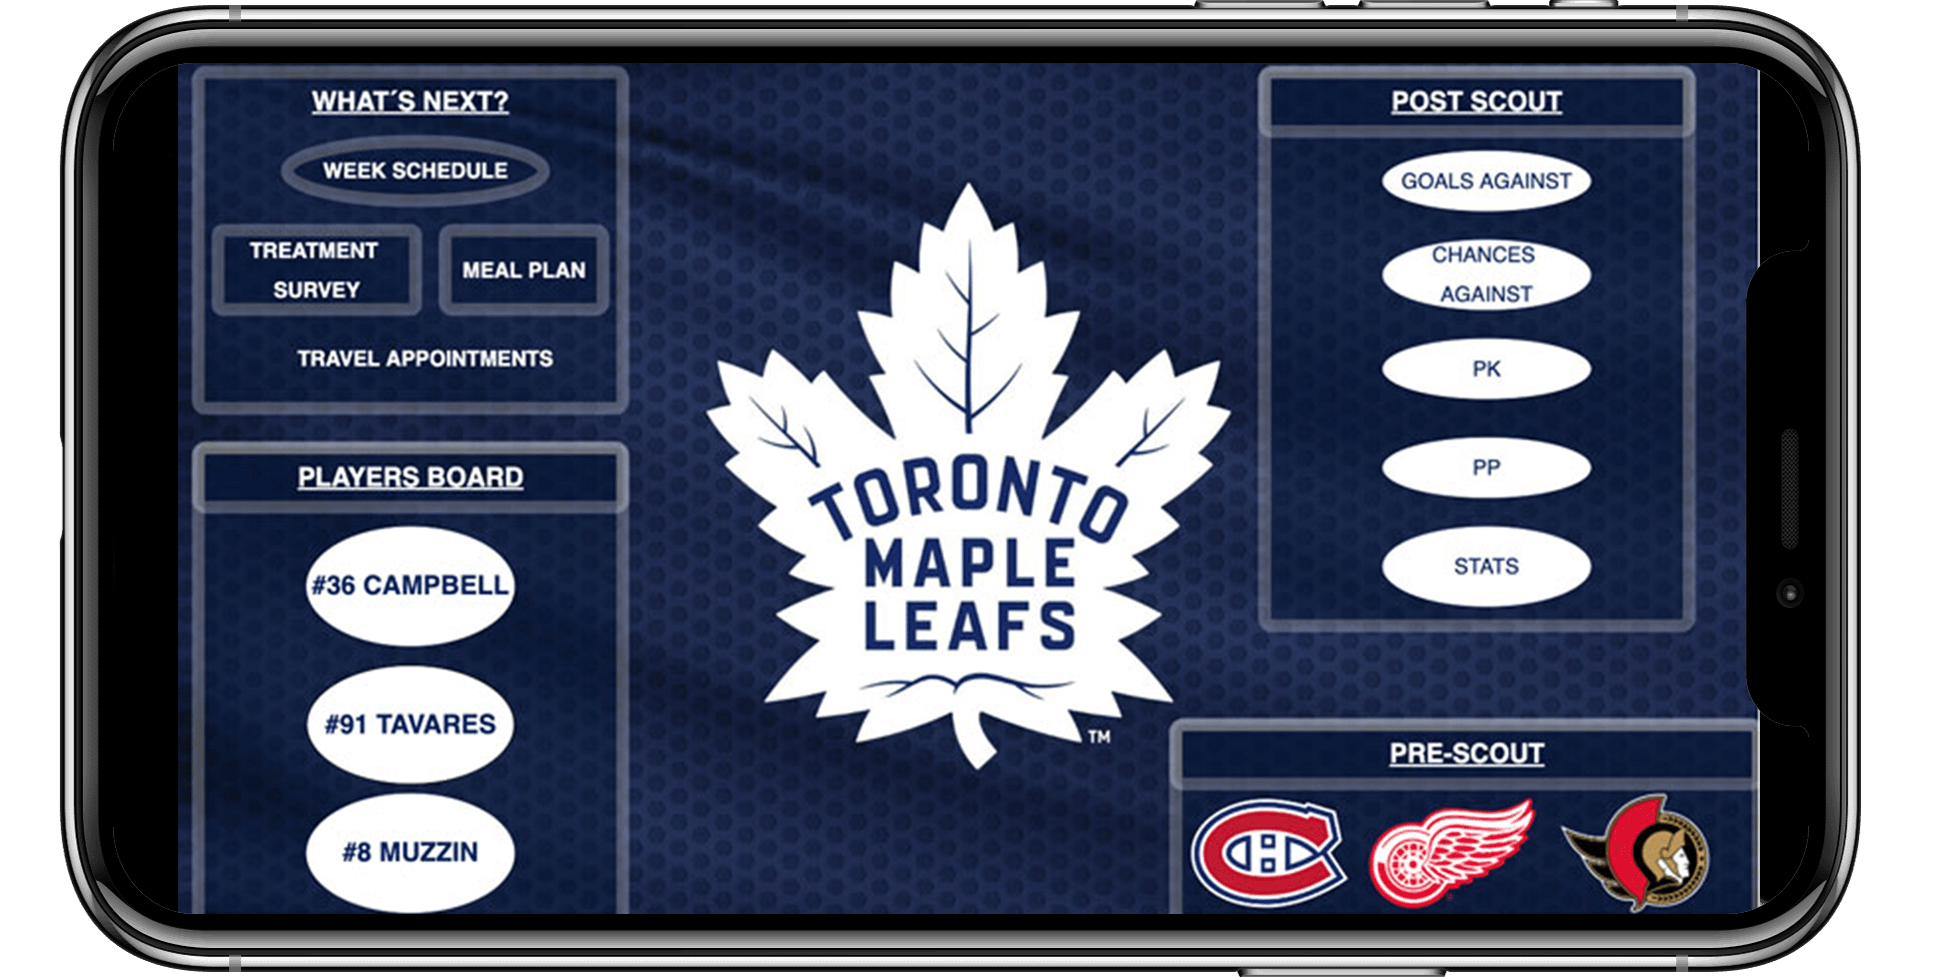 WHAT´S NEXT?
WEEK SCHEDULE
TREATMENT
SURVEY
MEAL PLAN
TRAVEL APPOINTMENTS
PLAYERS BOARD
#36 CAMPBELL
#91 TAVARES
#8 MUZZIN
TORONTO
MAPLE
LEAFS
TM
POST SCOUT
GOALS AGAINST
CHANCES
AGAINST
PK
PP
STATS
PRE-SCOUT